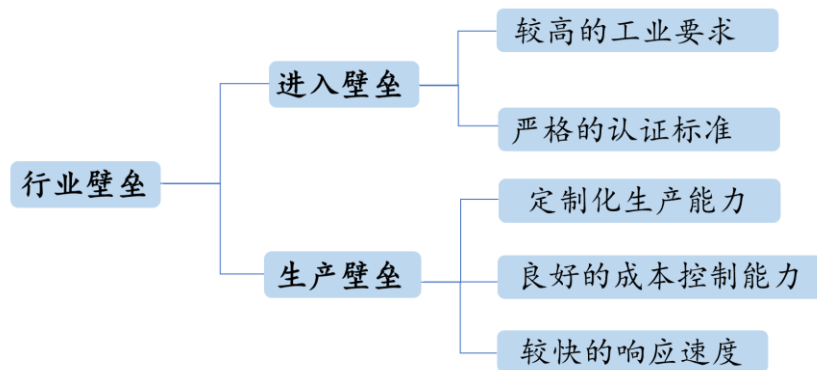 行业壁垒
进入壁垒
较高的工业要求
严格的认证标准
生产壁垒
定制化生产能力
良好的成本控制能力
较快的响应速度